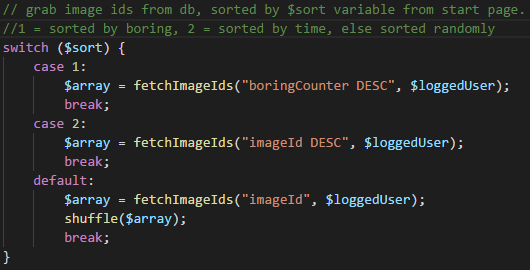 // grab image ids from db, sorted by $sort variable from start page.
//1 = sorted by boring, 2 = sorted by time, else sorted randomly
switch ($sort) {
    case 1:
        $array = fetchImageIds("boringCounter DESC", $loggedUser);
        break;
    case 2:
        $array = fetchImageIds("imageId DESC", $loggedUser);
        break;
    default:
        $array = fetchImageIds("imageId", $loggedUser);
        shuffle($array);
        break;
}